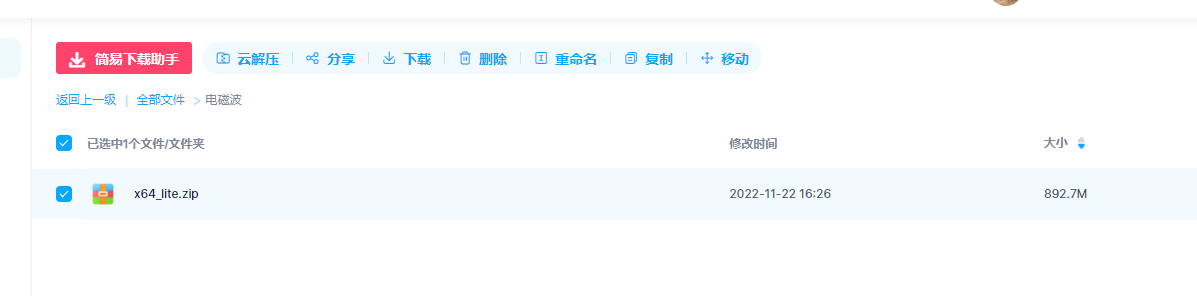 简易下载助手 云解压 分享 下载 删除 重命名 复制 移动
返回上一级 | 全部文件 > 电磁波
已选中1个文件/文件夹 修改时间 大小
x64_lite.zip 2022-11-22 16:26 892.7M